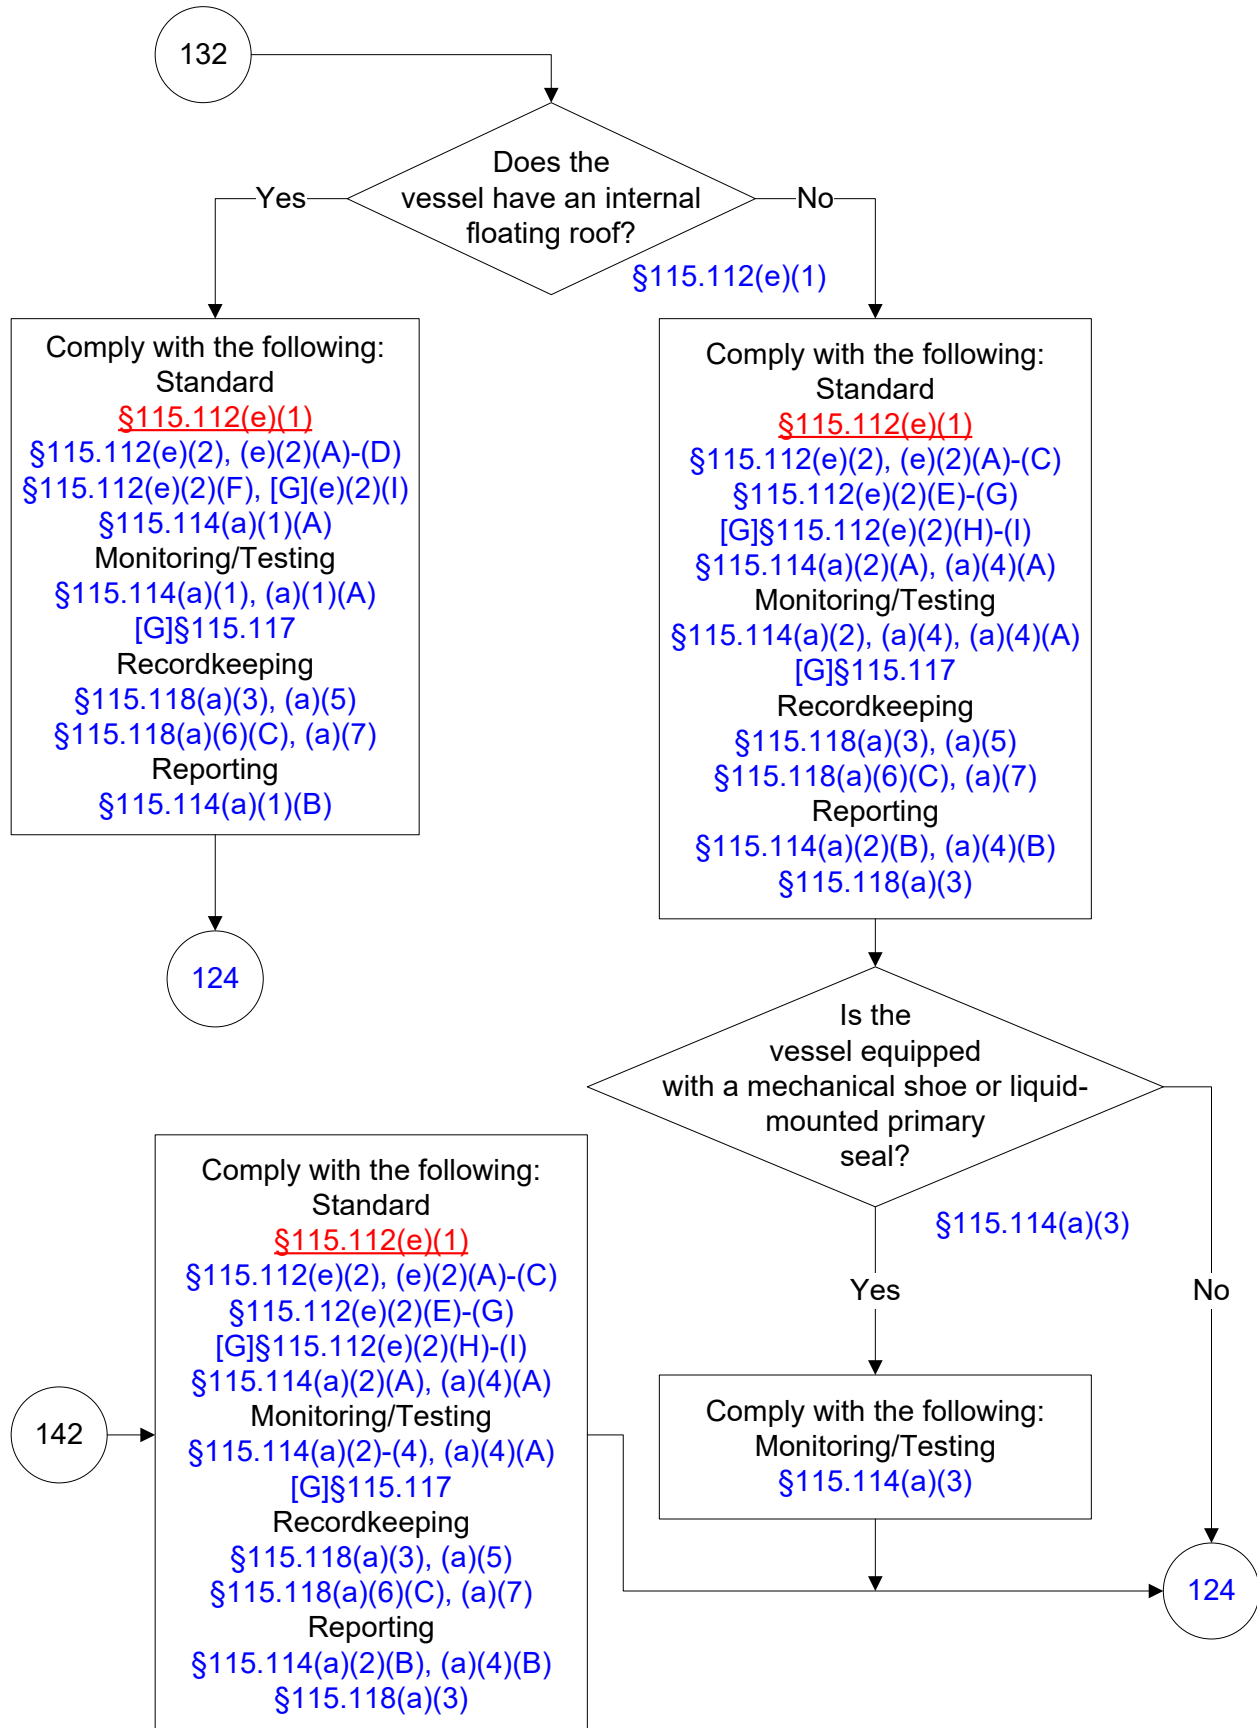 132
Does the
vessel have an internal
floating roof?
Yes
No
§115.112(e)(1)
Comply with the following:
Standard
§115.112(e)(1)
§115.112(e)(2), (e)(2)(A)-(D)
§115.112(e)(2)(F), [G](e)(2)(I)
§115.114(a)(1)(A)
Monitoring/Testing
§115.114(a)(1), (a)(1)(A)
[G]§115.117
Recordkeeping
§115.118(a)(3), (a)(5)
§115.118(a)(6)(C), (a)(7)
Reporting
§115.114(a)(1)(B)
124
Comply with the following:
Standard
§115.112(e)(1)
§115.112(e)(2), (e)(2)(A)-(C)
§115.112(e)(2)(E)-(G)
[G]§115.112(e)(2)(H)-(I)
§115.114(a)(2)(A), (a)(4)(A)
Monitoring/Testing
§115.114(a)(2), (a)(4), (a)(4)(A)
[G]§115.117
Recordkeeping
§115.118(a)(3), (a)(5)
§115.118(a)(6)(C), (a)(7)
Reporting
§115.114(a)(2)(B), (a)(4)(B)
§115.118(a)(3)
Is the
vessel equipped
with a mechanical shoe or liquid-
mounted primary
seal?
§115.114(a)(3)
Yes
No
Comply with the following:
Monitoring/Testing
§115.114(a)(3)
142
Comply with the following:
Standard
§115.112(e)(1)
§115.112(e)(2), (e)(2)(A)-(C)
§115.112(e)(2)(E)-(G)
[G]§115.112(e)(2)(H)-(I)
§115.114(a)(2)(A), (a)(4)(A)
Monitoring/Testing
§115.114(a)(2)-(4), (a)(4)(A)
[G]§115.117
Recordkeeping
§115.118(a)(3), (a)(5)
§115.118(a)(6)(C), (a)(7)
Reporting
§115.114(a)(2)(B), (a)(4)(B)
§115.118(a)(3)
124